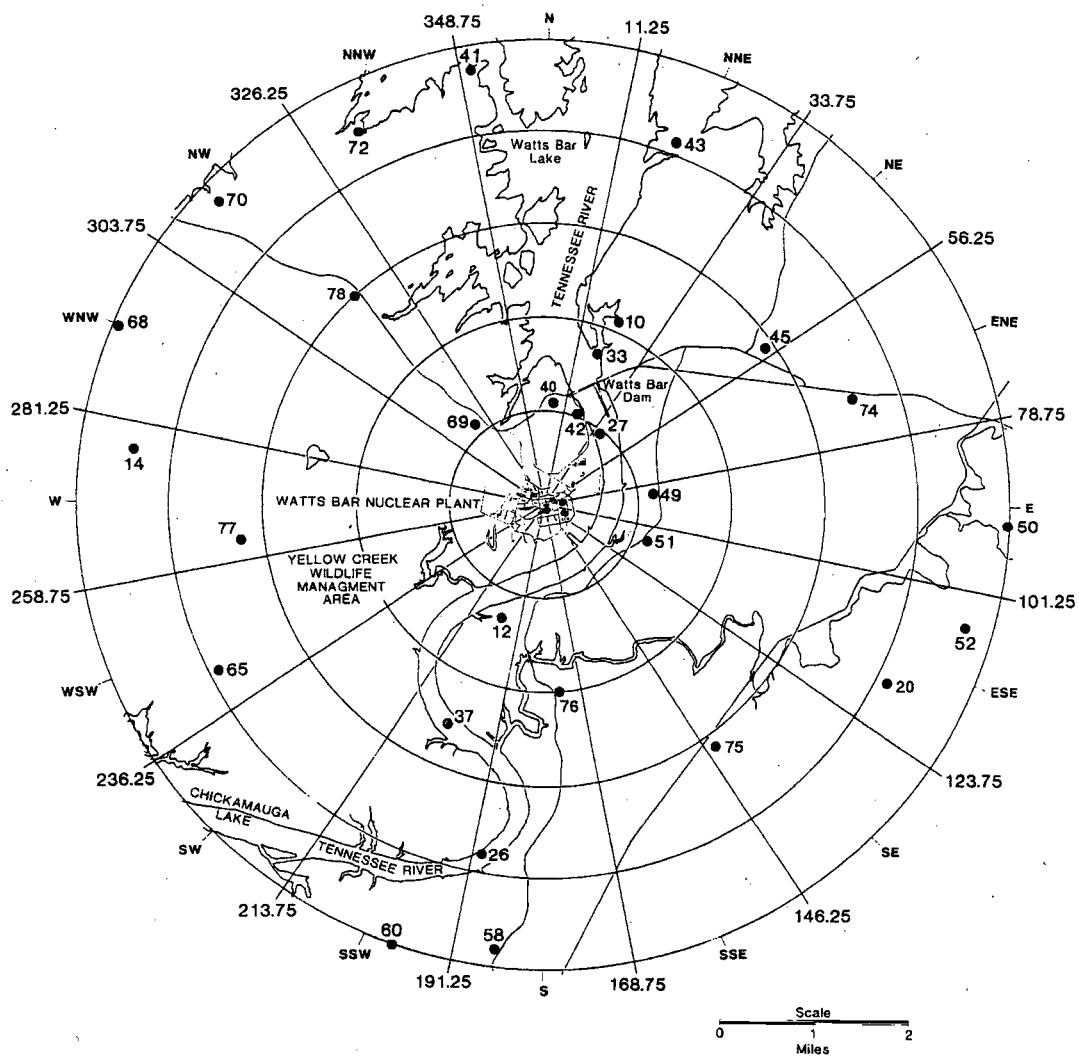 348.75
N
11.25
NNW
41
NNE
326.25
33.75
72
Watts Bar
Lake
43
NW
NE
70
303.75
TENNESSEE RIVER
56.25
78
WNW
68
10
ENE
45
33
40
Watts Bar
Dam
74
281.25
69
42
27
78.75
14
W
WATTS BAR NUCLEAR PLANT
49
E
50
77
51
YELLOW CREEK
WILDLIFE
MANAGMENT
AREA
258.75
101.25
12
52
65
WSW
20
ESE
76
37
75
236.25
123.75
CHICKAMAUGA
LAKE
SW
TENNESSEE RIVER
26
SE
213.75
146.25
60
58
SSW
SSE
191.25
168.75
S
Scale
0 1 2
Miles